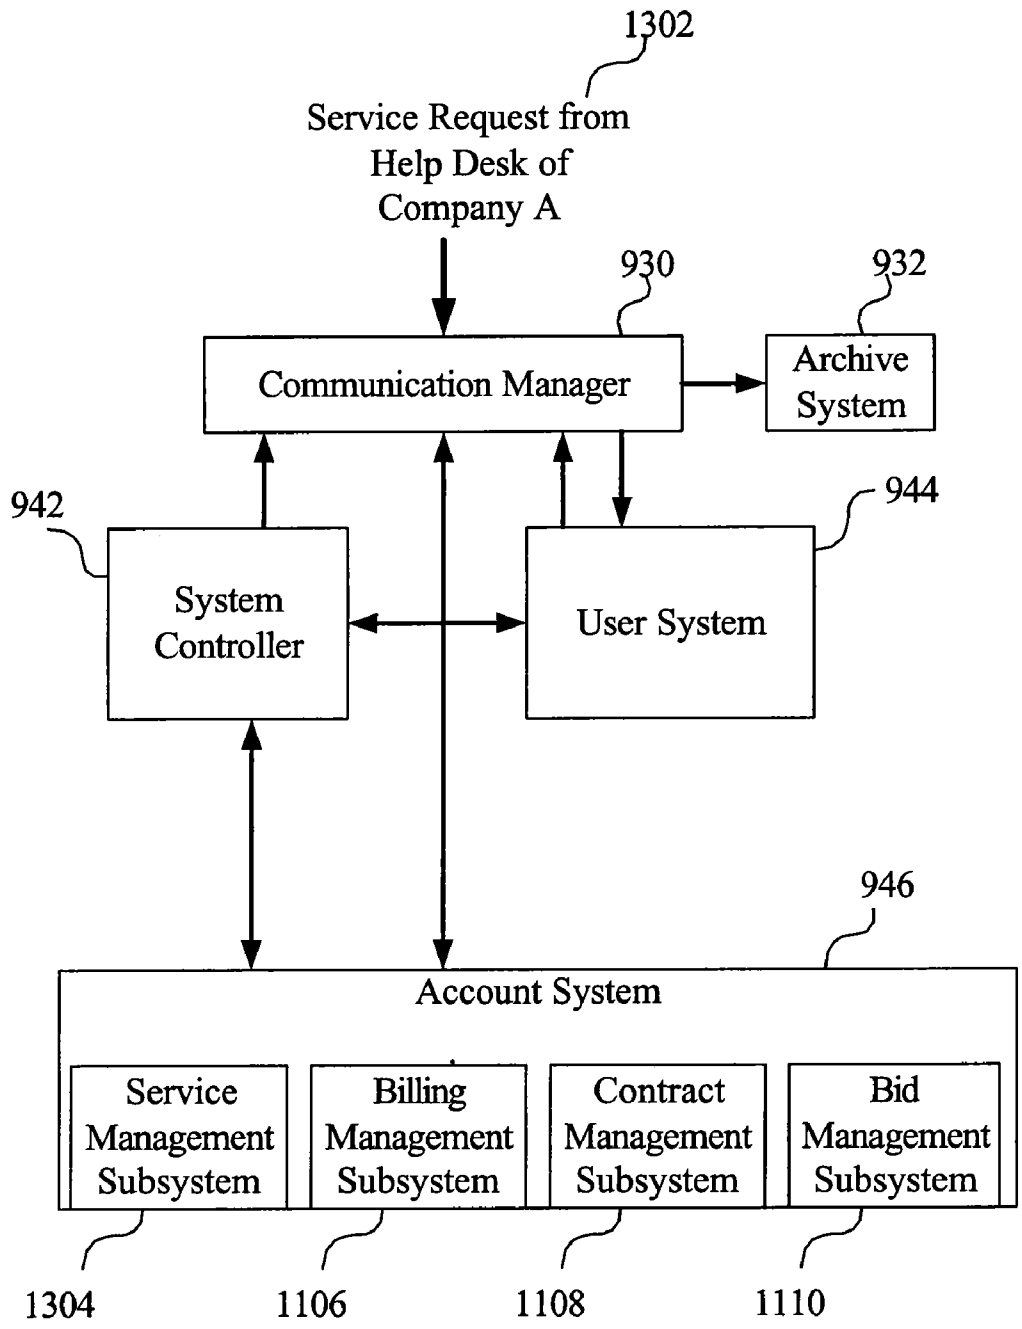 1302
Service Request from
Help Desk of
Company A
930
932
Communication Manager
Archive
System
942
944
System
Controller
User System
946
Account System
Service
Management
Subsystem
Billing
Management
Subsystem
Contract
Management
Subsystem
Bid
Management
Subsystem
1304
1106
1108
1110